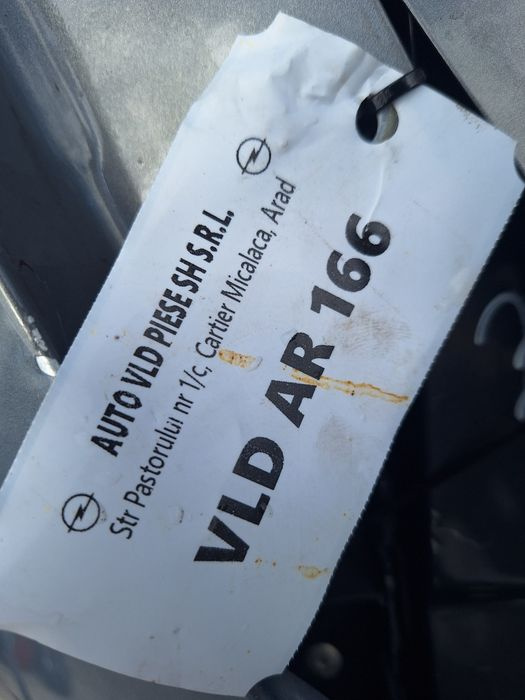 AUTO VLD PIESE SH S.R.L.
Str Pastorului nr 1/c, Cartier Micalaca, Arad
VLD AR 166